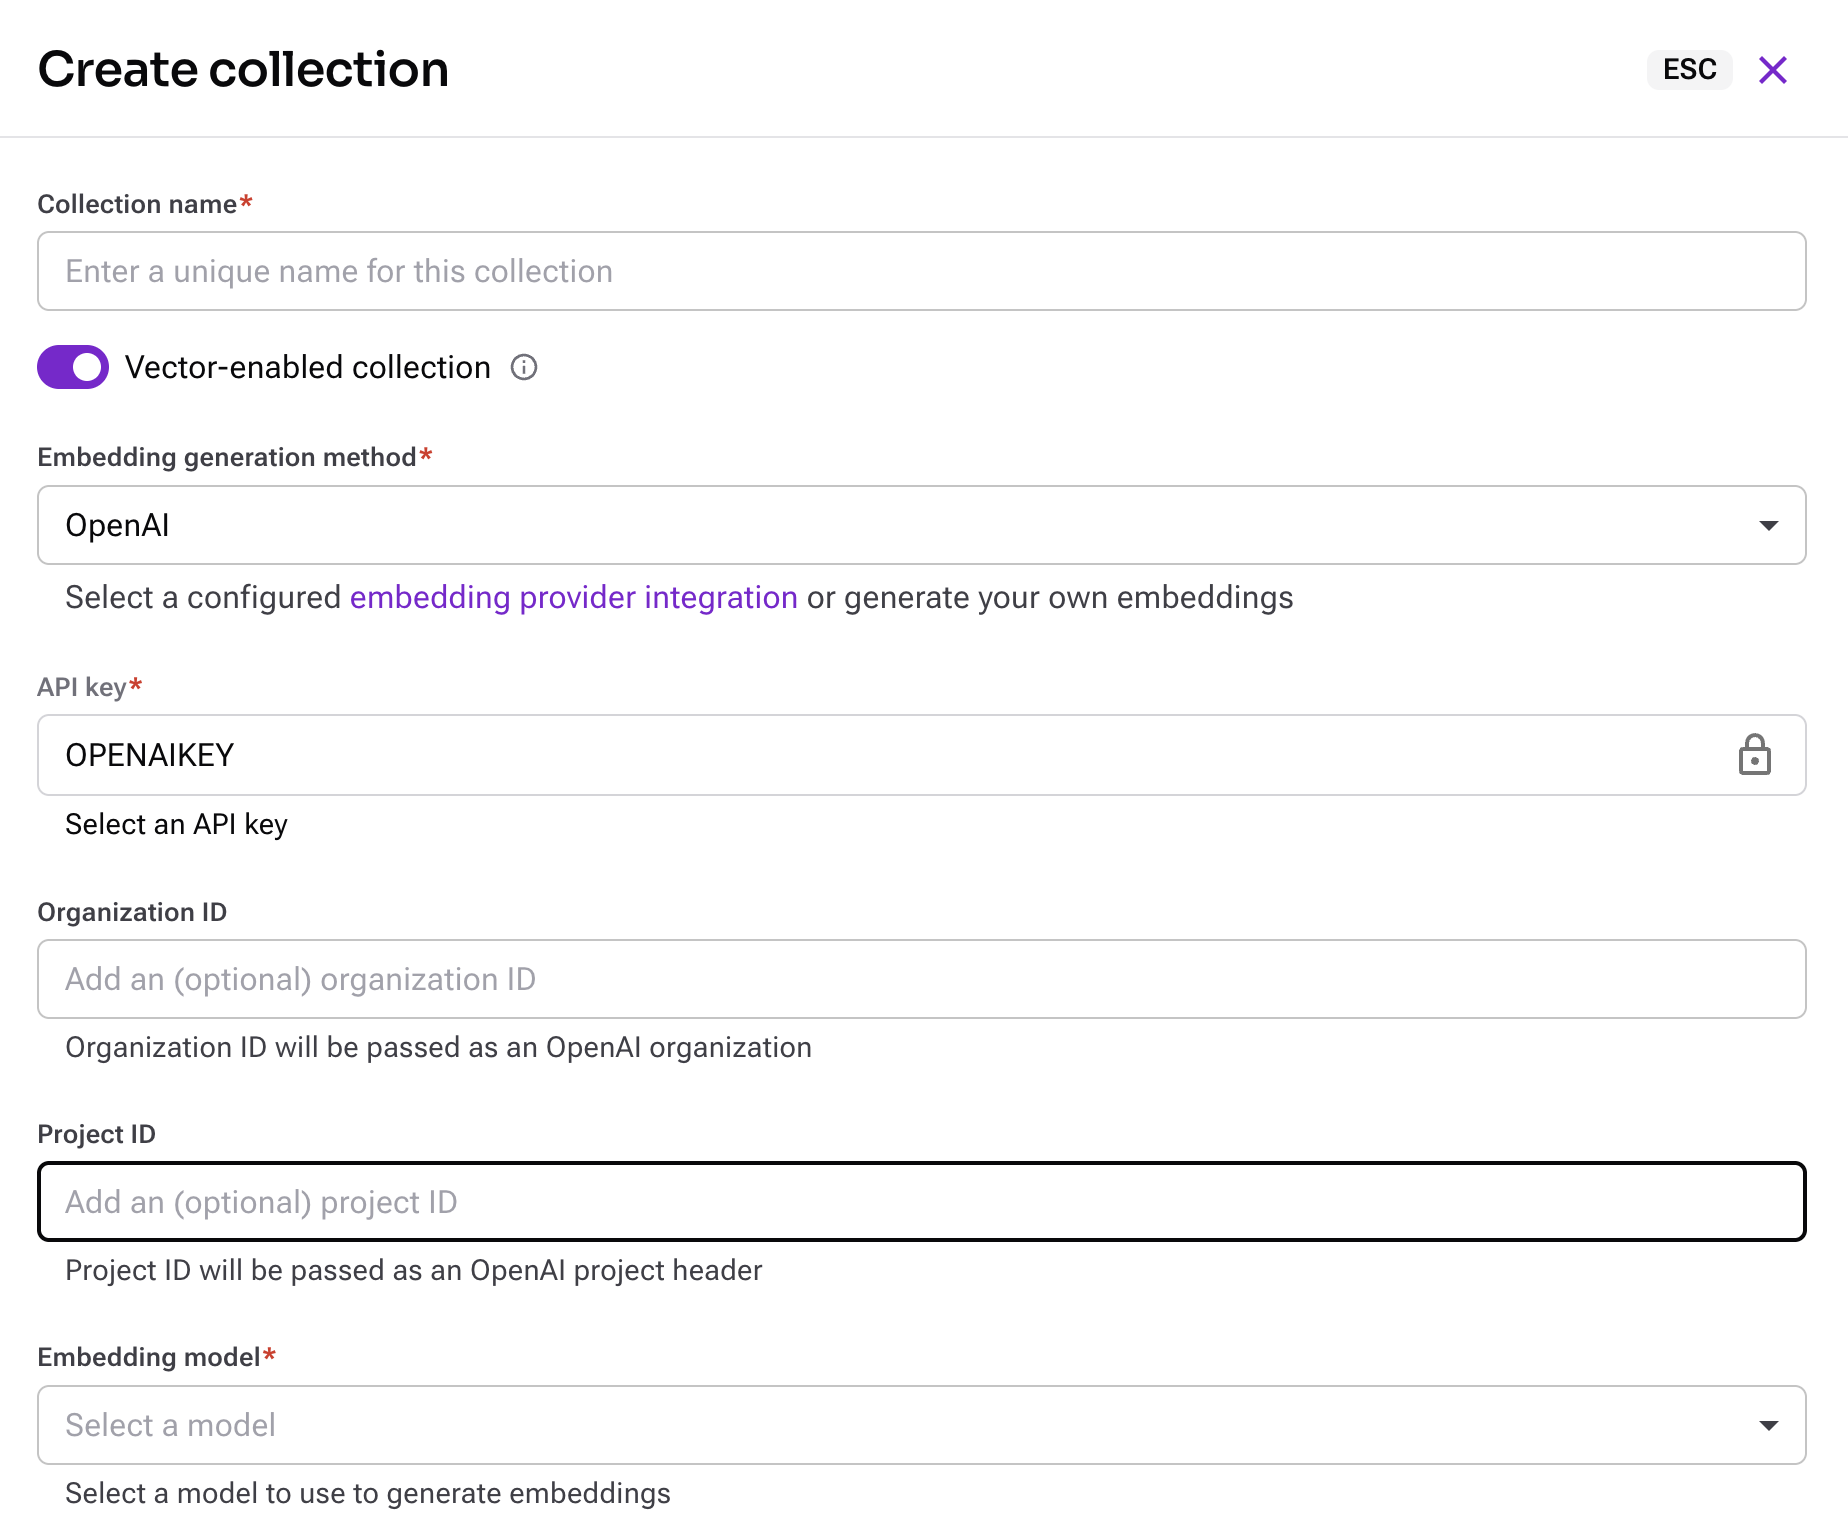 Create collection
ESC
Collection name*
Enter a unique name for this collection
Vector-enabled collection
Embedding generation method*
OpenAI
Select a configured embedding provider integration or generate your own embeddings
API key*
OPENAIKEY
Select an API key
Organization ID
Add an (optional) organization ID
Organization ID will be passed as an OpenAI organization
Project ID
Add an (optional) project ID
Project ID will be passed as an OpenAI project header
Embedding model*
Select a model
Select a model to use to generate embeddings